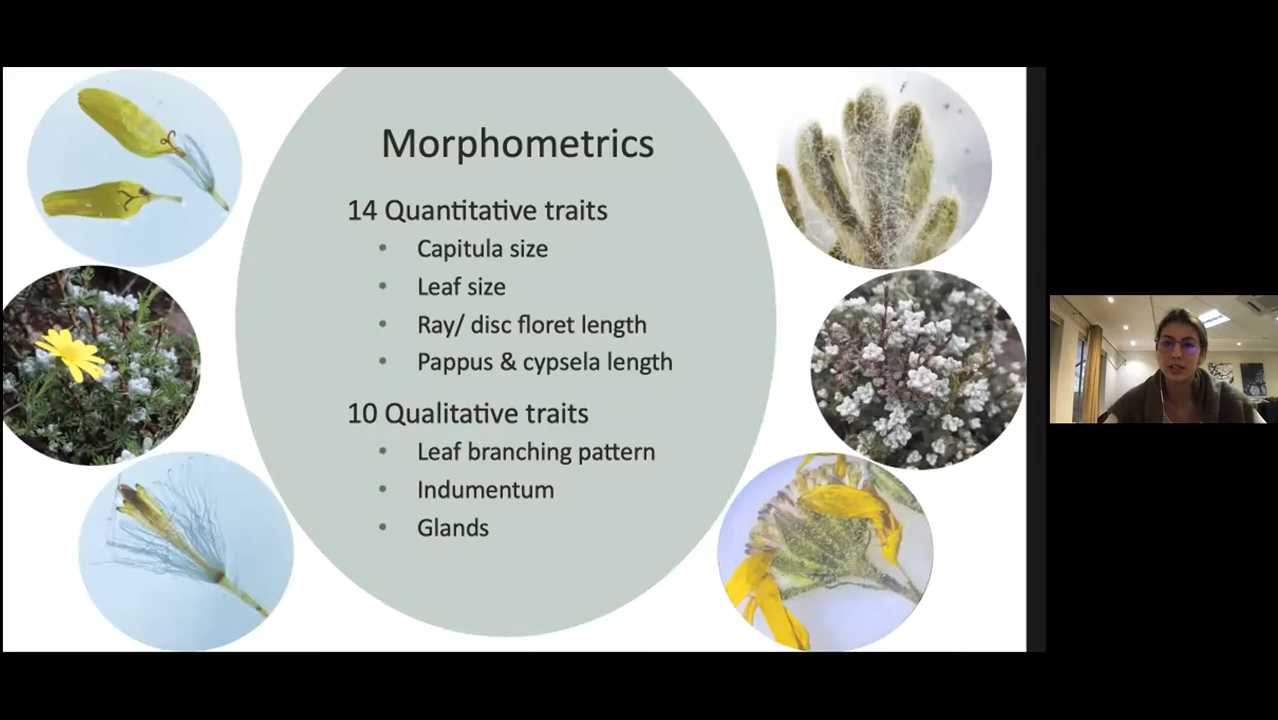 Morphometrics
14 Quantitative traits
• Capitula size
• Leaf size
• Ray/ disc floret length
• Pappus & cypsela length
10 Qualitative traits
• Leaf branching pattern
• Indumentum
• Glands